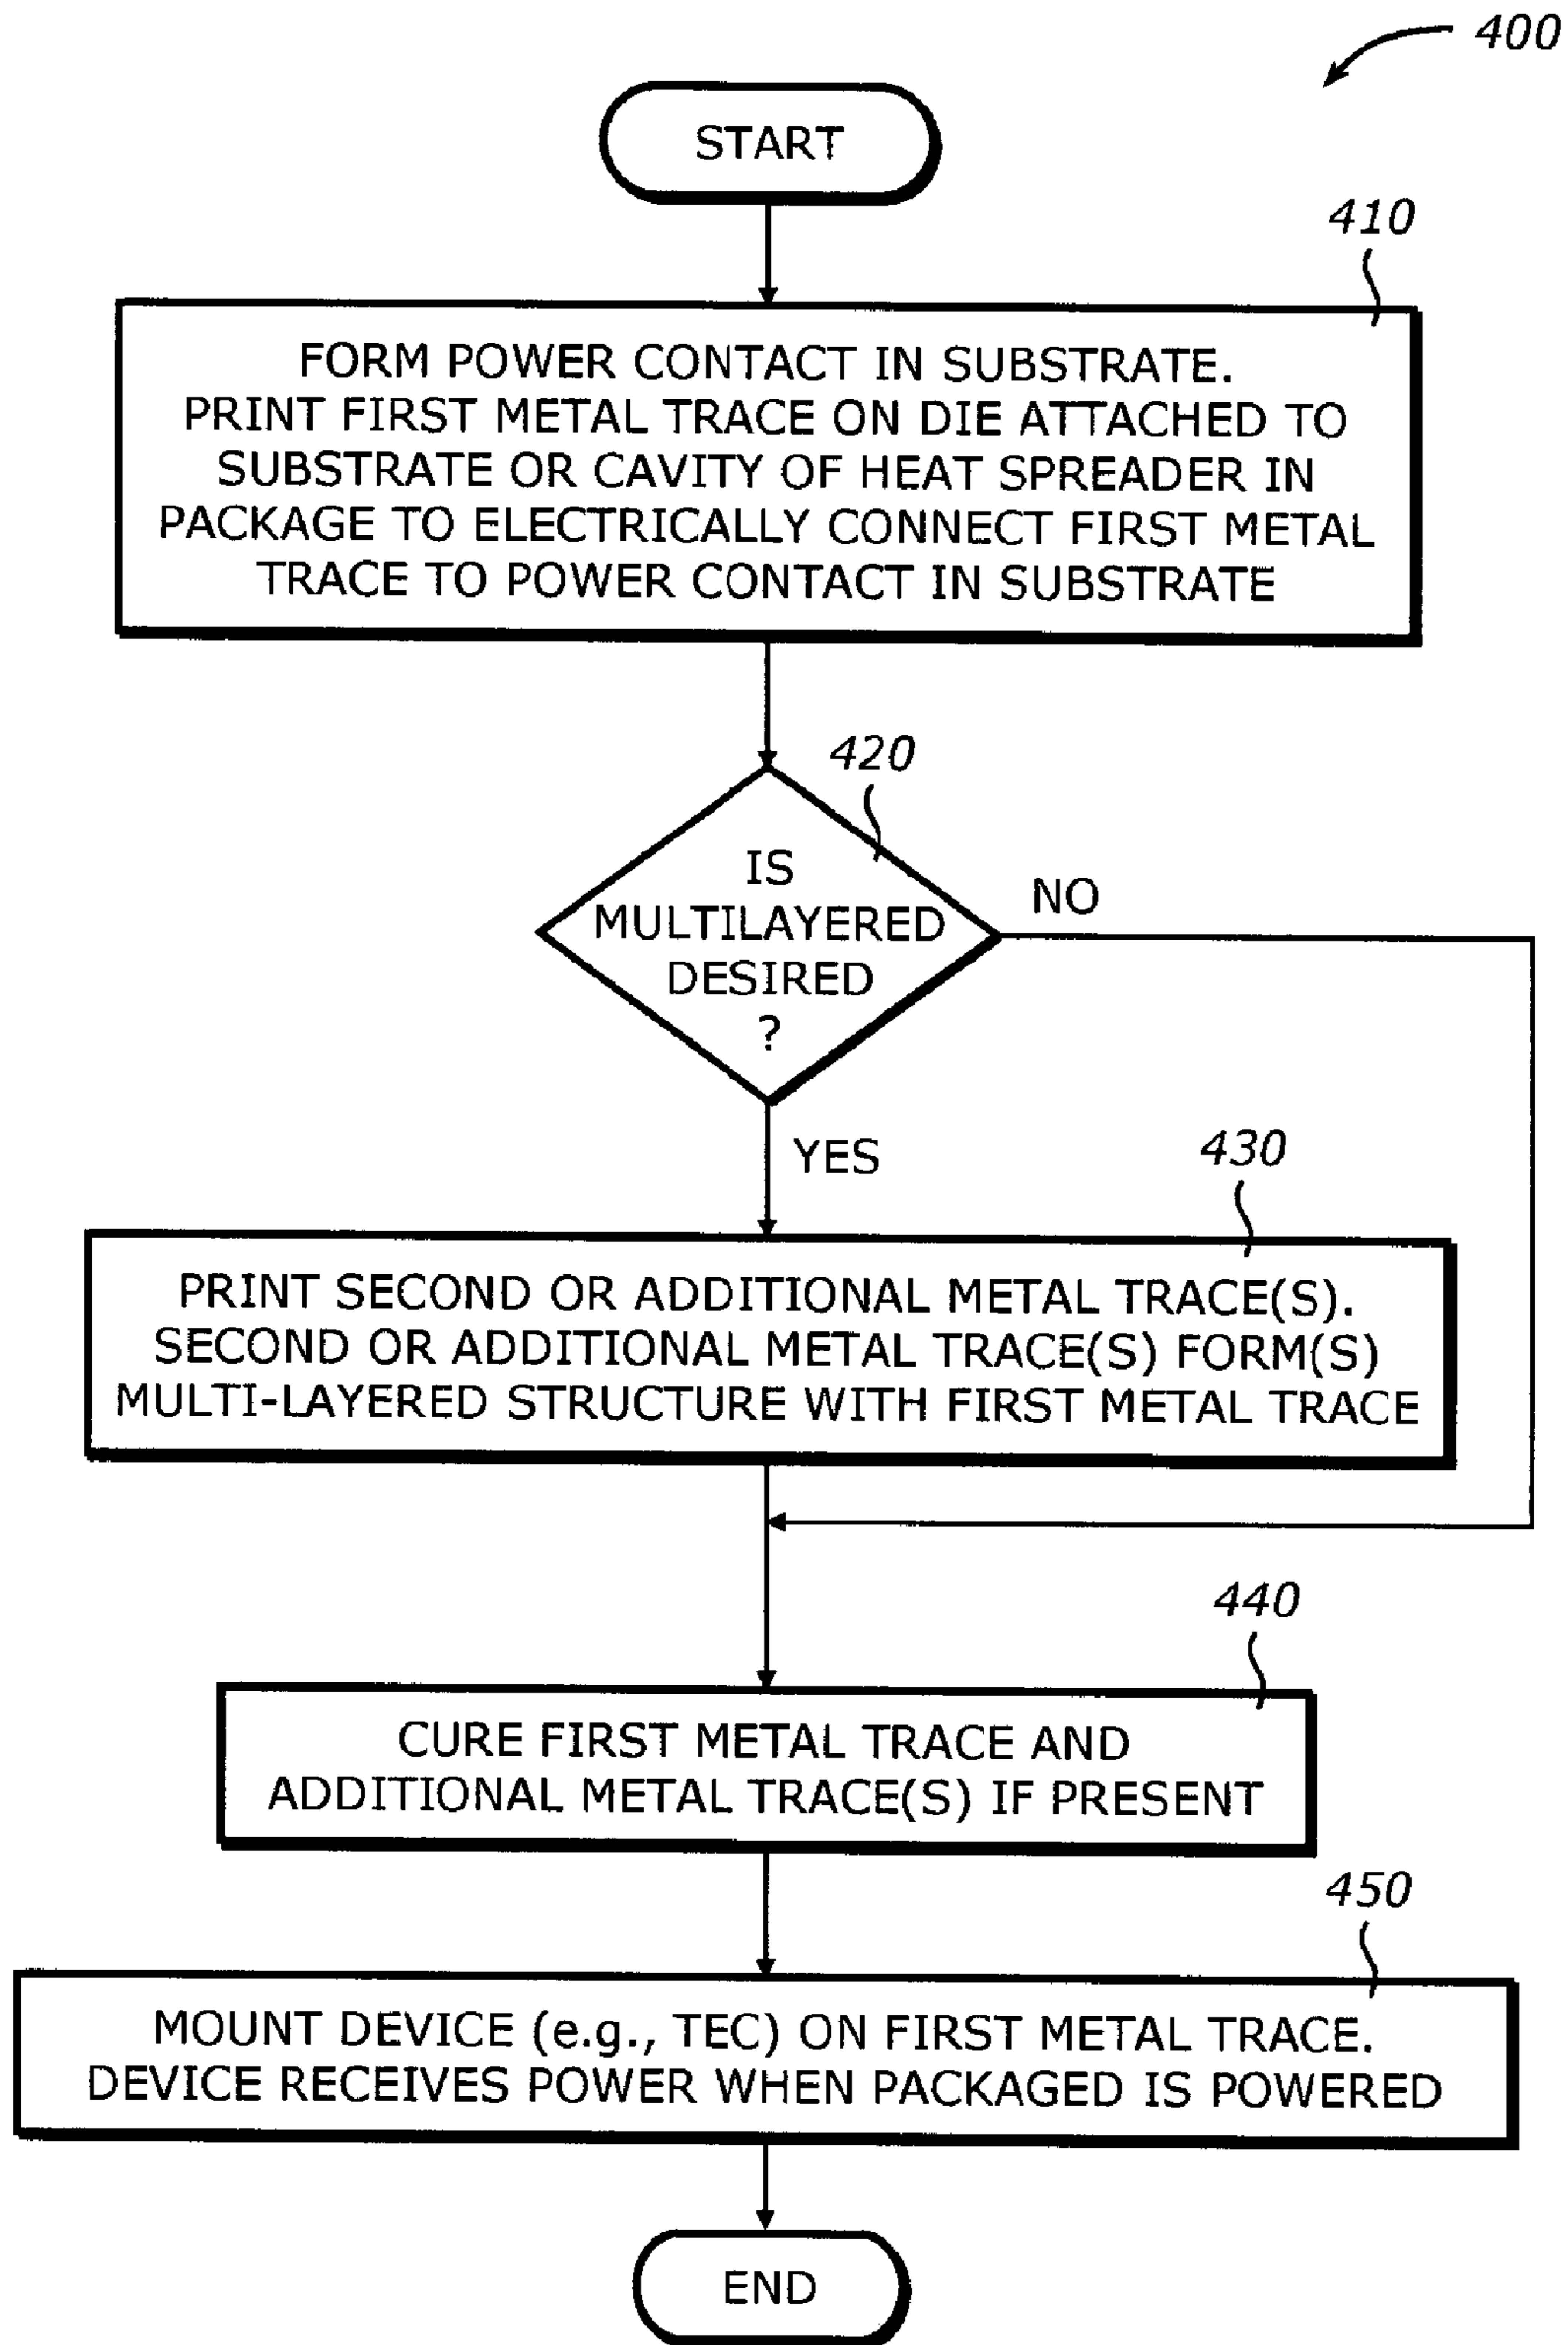 400
START
410
FORM POWER CONTACT IN SUBSTRATE.
PRINT FIRST METAL TRACE ON DIE ATTACHED TO
SUBSTRATE OR CAVITY OF HEAT SPREADER IN
PACKAGE TO ELECTRICALLY CONNECT FIRST METAL
TRACE TO POWER CONTACT IN SUBSTRATE
420
IS
MULTILAYERED
DESIRED
?
NO
YES
430
PRINT SECOND OR ADDITIONAL METAL TRACE(S).
SECOND OR ADDITIONAL METAL TRACE(S) FORM(S)
MULTI-LAYERED STRUCTURE WITH FIRST METAL TRACE
440
CURE FIRST METAL TRACE AND
ADDITIONAL METAL TRACE(S) IF PRESENT
450
MOUNT DEVICE (e.g., TEC) ON FIRST METAL TRACE.
DEVICE RECEIVES POWER WHEN PACKAGED IS POWERED
END